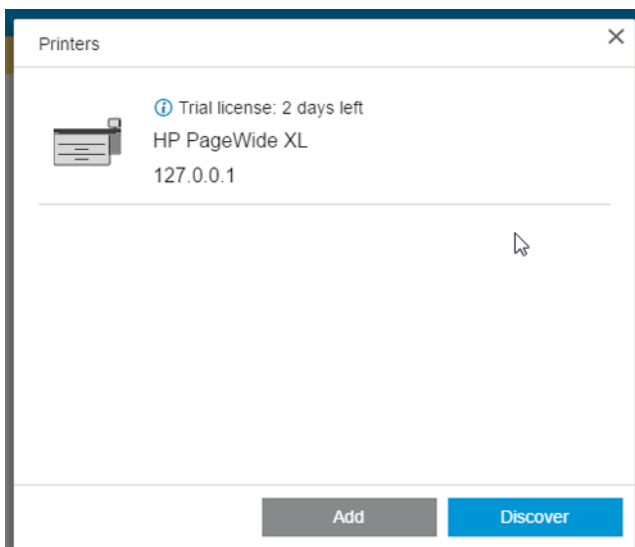 Printers
Trial license: 2 days left
HP PageWide XL
127.0.0.1
Add
Discover